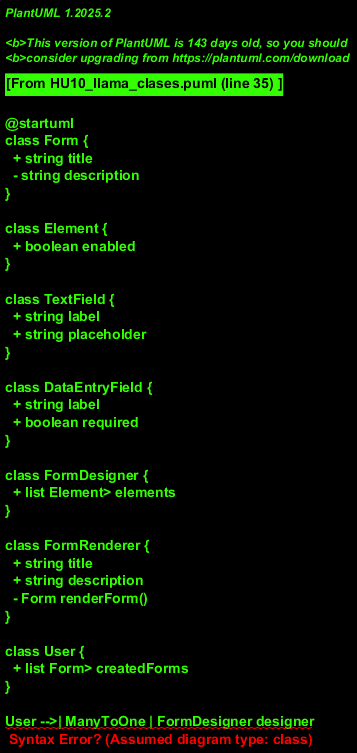 PlantUML 1.2025.2
<b>This version of PlantUML is 143 days old, so you should
<b>consider upgrading from https://plantuml.com/download
[From HU10_llama_clases.puml (line 35) ]
@startuml
class Form {
+ string title
- string description
}
class Element {
+ boolean enabled
}
class TextField {
+ string label
+ string placeholder
}
class DataEntryField {
+ string label
+ boolean required
}
class FormDesigner {
+ list Element> elements
}
class FormRenderer {
+ string title
+ string description
- Form renderForm()
}
class User {
+ list Form> createdForms
}
User -->| ManyToOne | FormDesigner designer
Syntax Error? (Assumed diagram type: class)